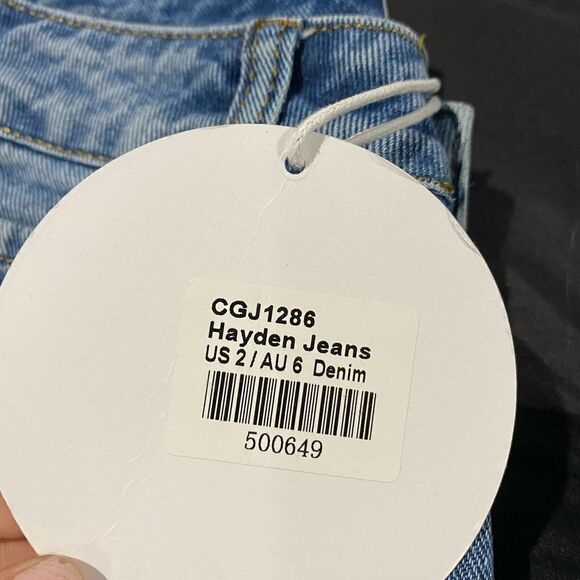 CGJ1286
Hayden Jeans
US 2 / AU 6 Denim
500649